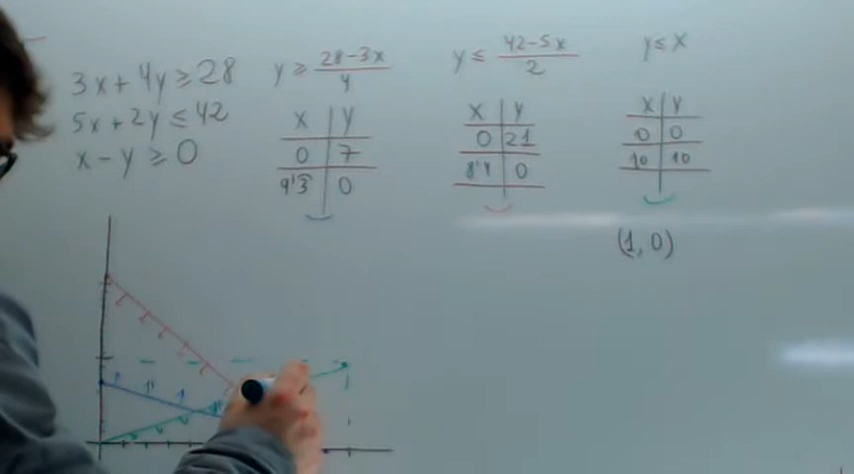 3x + 4y ≥ 28
5x + 2y ≤ 42
x - y ≥ 0
y ≥ (28-3x)/4
x | y
0 | 7
9'3 | 0
y ≤ (42-5x)/2
x | y
0 | 21
8'4 | 0
y ≤ x
x | y
0 | 0
10 | 10
(1, 0)